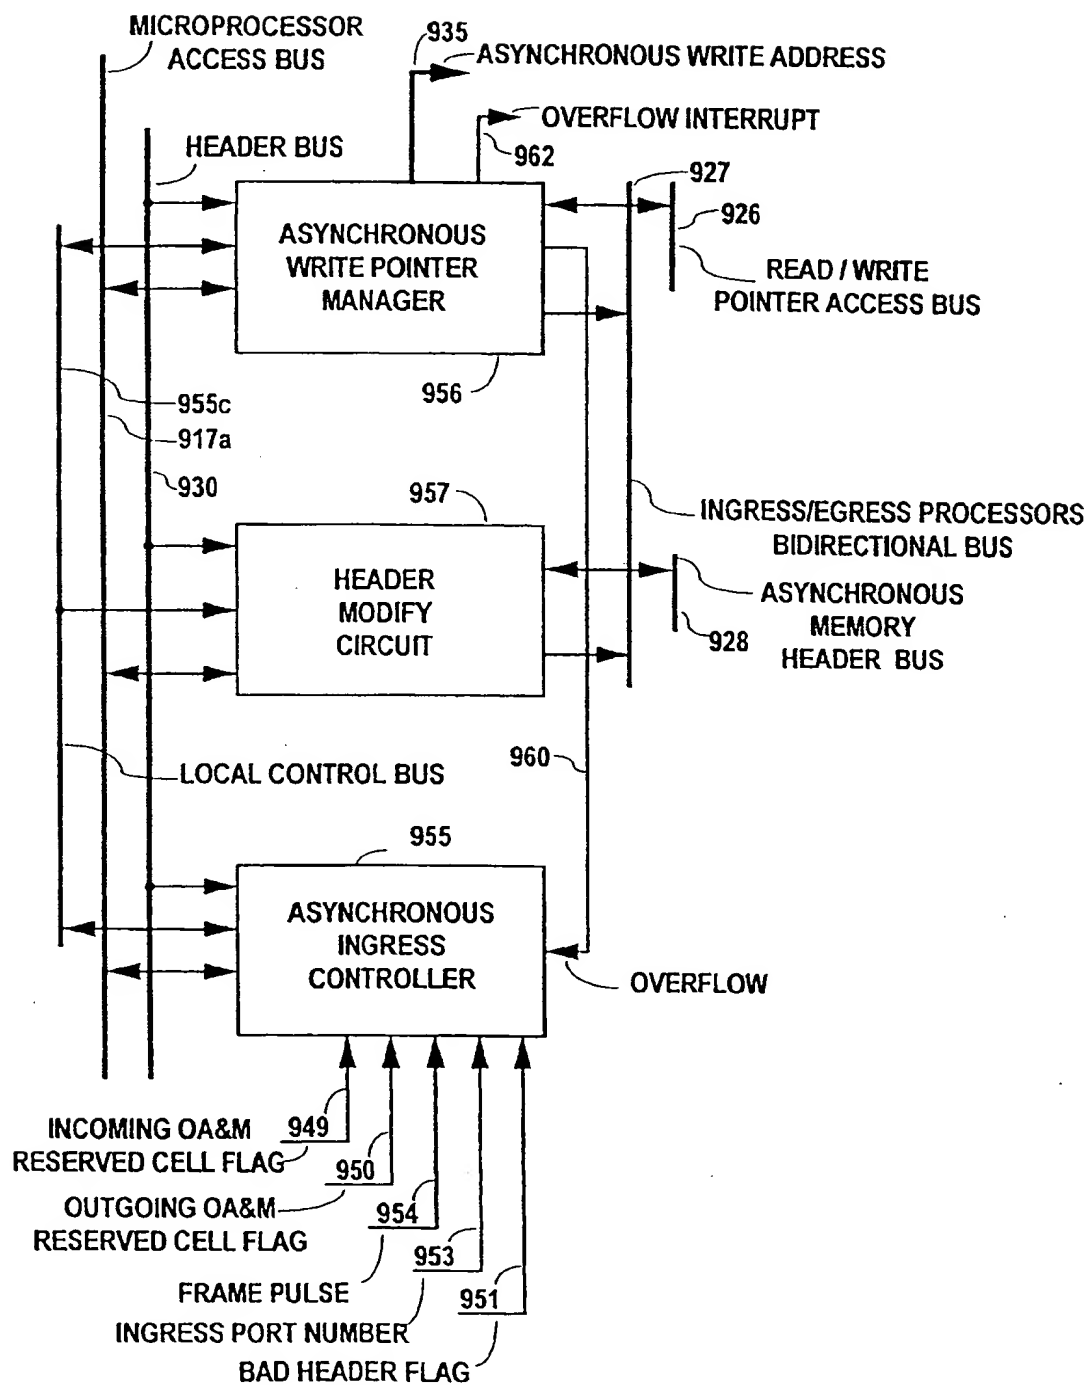 MICROPROCESSOR
ACCESS BUS
935
ASYNCHRONOUS WRITE ADDRESS
OVERFLOW INTERRUPT
962
HEADER BUS
927
926
ASYNCHRONOUS
WRITE POINTER
MANAGER
READ / WRITE
POINTER ACCESS BUS
956
955c
917a
930
957
INGRESS/EGRESS PROCESSORS
BIDIRECTIONAL BUS
HEADER
MODIFY
CIRCUIT
ASYNCHRONOUS
MEMORY
HEADER BUS
928
960
LOCAL CONTROL BUS
955
ASYNCHRONOUS
INGRESS
CONTROLLER
OVERFLOW
949
INCOMING OA&M
RESERVED CELL FLAG
950
OUTGOING OA&M
RESERVED CELL FLAG
954
953
FRAME PULSE
951
INGRESS PORT NUMBER
BAD HEADER FLAG